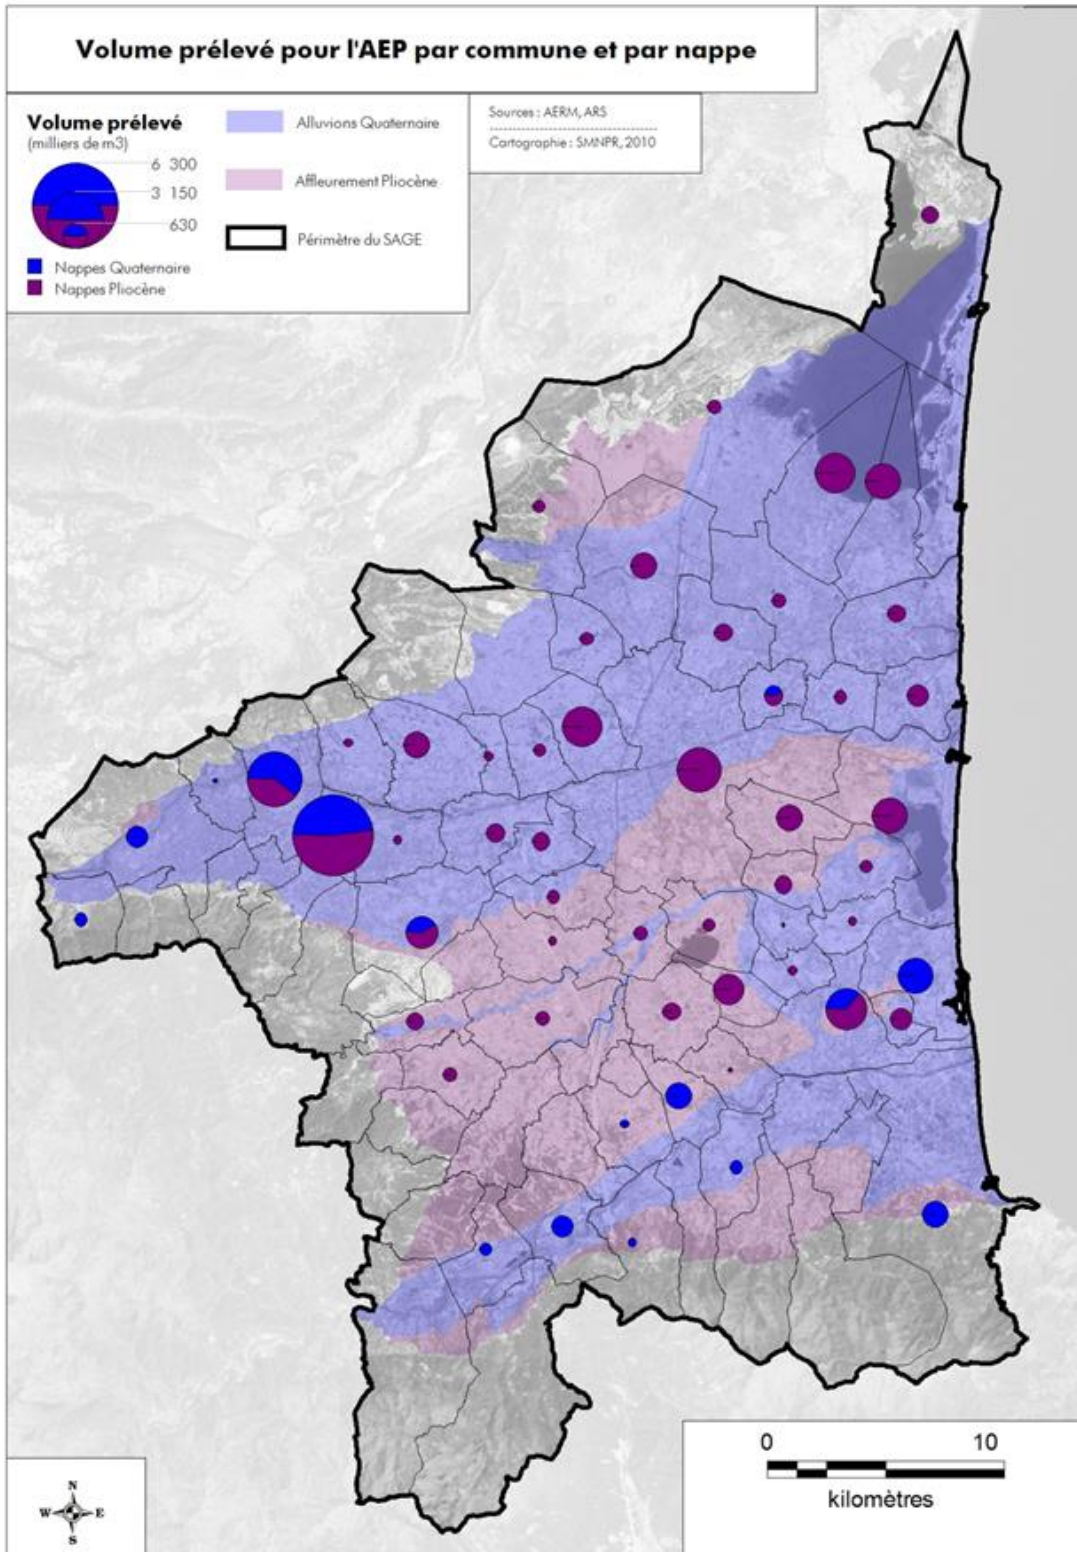 Volume prélevé pour l'AEP par commune et par nappe
Volume prélevé
(milliers de m3)
6 300
3 150
630
Nappes Quaternaire
Nappes Pliocène
Alluvions Quaternaire
Affleurement Pliocène
Périmètre du SAGE
Sources : AERM, ARS
Cartographie : SMNPR, 2010
N
W E
S
0 10
kilomètres